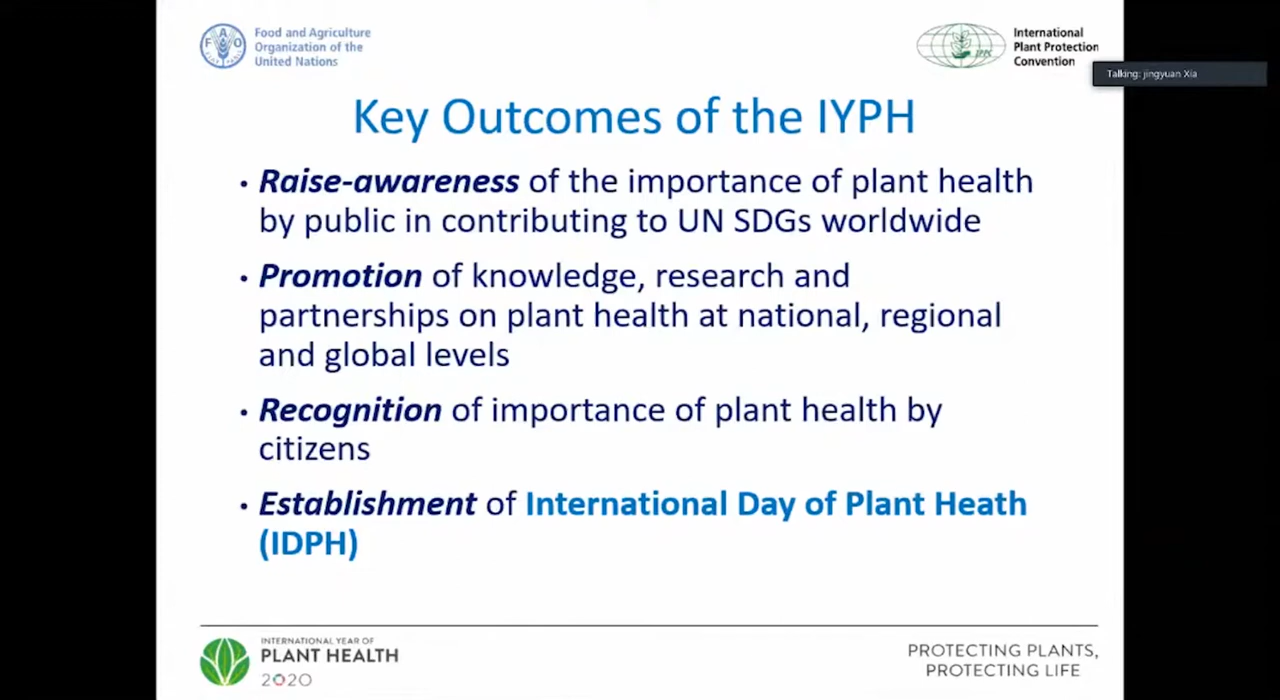 Food and Agriculture
Organization of the
United Nations
International
Plant Protection
Convention
Talking: jingyuan Xia
Key Outcomes of the IYPH
• Raise-awareness of the importance of plant health
by public in contributing to UN SDGs worldwide
• Promotion of knowledge, research and
partnerships on plant health at national, regional
and global levels
• Recognition of importance of plant health by
citizens
• Establishment of International Day of Plant Heath
(IDPH)
INTERNATIONAL YEAR OF
PLANT HEALTH
2020
PROTECTING PLANTS,
PROTECTING LIFE